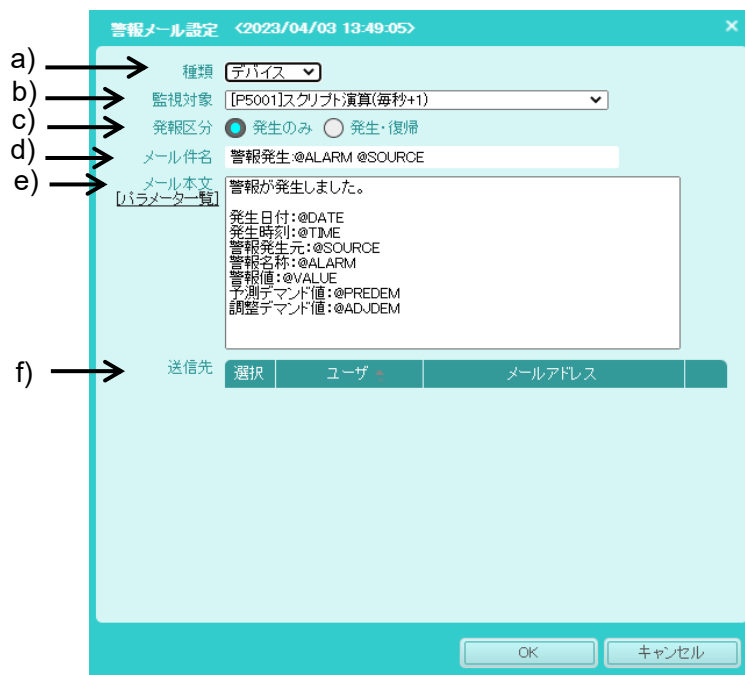 警報メール設定 <2023/04/03 13:49:05> ×
a) 種類 デバイス
b) 監視対象 [P5001]スクリプト演算(毎秒+1)
c) 発報区分 発生のみ 発生・復帰
d) メール件名 警報発生:@ALARM @SOURCE
e) メール本文 警報が発生しました。
[パラメータ一覧]
発生日付:@DATE
発生時刻:@TIME
警報発生元:@SOURCE
警報名称:@ALARM
警報値:@VALUE
予測デマンド値:@PREDEM
調整デマンド値:@ADJDEM
f) 送信先 選択 ユーザ メールアドレス
OK キャンセル